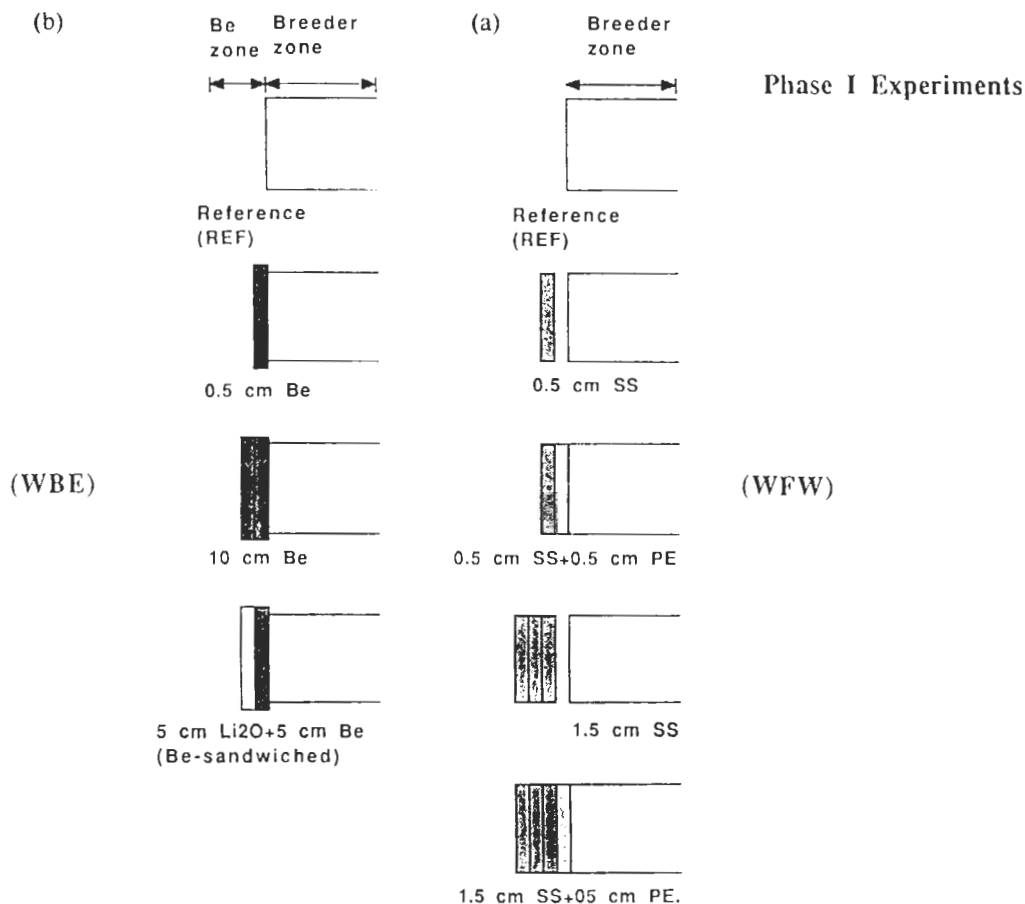 (b)
Be zone
Breeder zone
Reference
(REF)
0.5 cm Be
(WBE)
10 cm Be
5 cm Li2O+5 cm Be
(Be-sandwiched)
(a)
Breeder
zone
Phase I Experiments
Reference
(REF)
0.5 cm SS
(WFW)
0.5 cm SS+0.5 cm PE
1.5 cm SS
1.5 cm SS+05 cm PE.